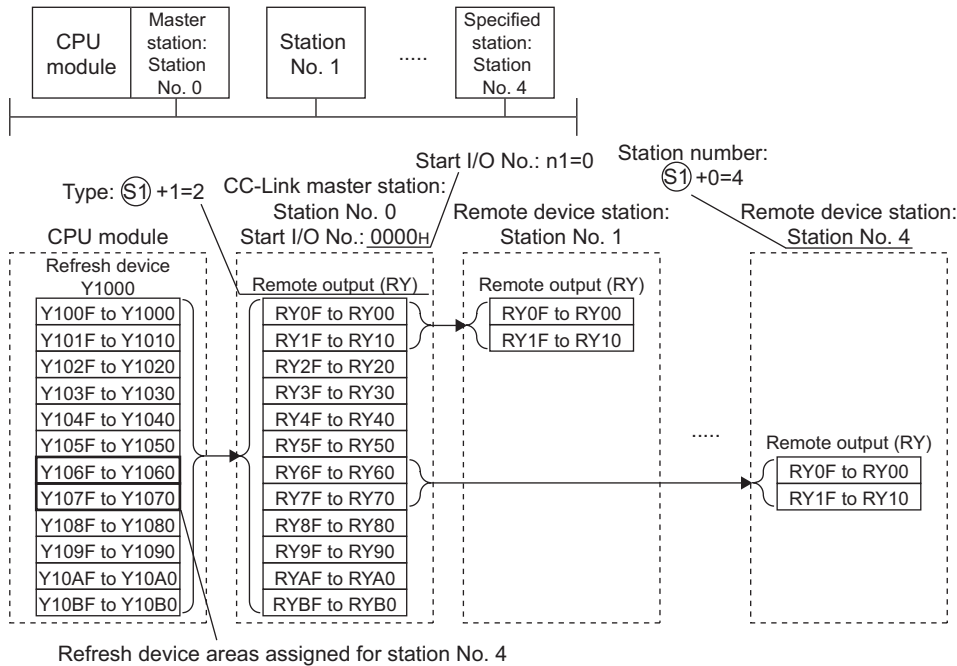 CPU
module
Master
station:
Station
No. 0
Station
No. 1
.....
Specified
station:
Station
No. 4
Start I/O No.: n1=0
Station number:
S1 +0=4
Type: S1 +1=2
CC-Link master station:
Station No. 0
Start I/O No.: 0000H
CPU module
Remote device station:
Station No. 1
Remote device station:
Station No. 4
Refresh device
Y1000
Y100F to Y1000
Y101F to Y1010
Y102F to Y1020
Y103F to Y1030
Y104F to Y1040
Y105F to Y1050
Y106F to Y1060
Y107F to Y1070
Y108F to Y1080
Y109F to Y1090
Y10AF to Y10A0
Y10BF to Y10B0
Remote output (RY)
RY0F to RY00
RY1F to RY10
RY2F to RY20
RY3F to RY30
RY4F to RY40
RY5F to RY50
RY6F to RY60
RY7F to RY70
RY8F to RY80
RY9F to RY90
RYAF to RYA0
RYBF to RYB0
Remote output (RY)
RY0F to RY00
RY1F to RY10
.....
Remote output (RY)
RY0F to RY00
RY1F to RY10
Refresh device areas assigned for station No. 4